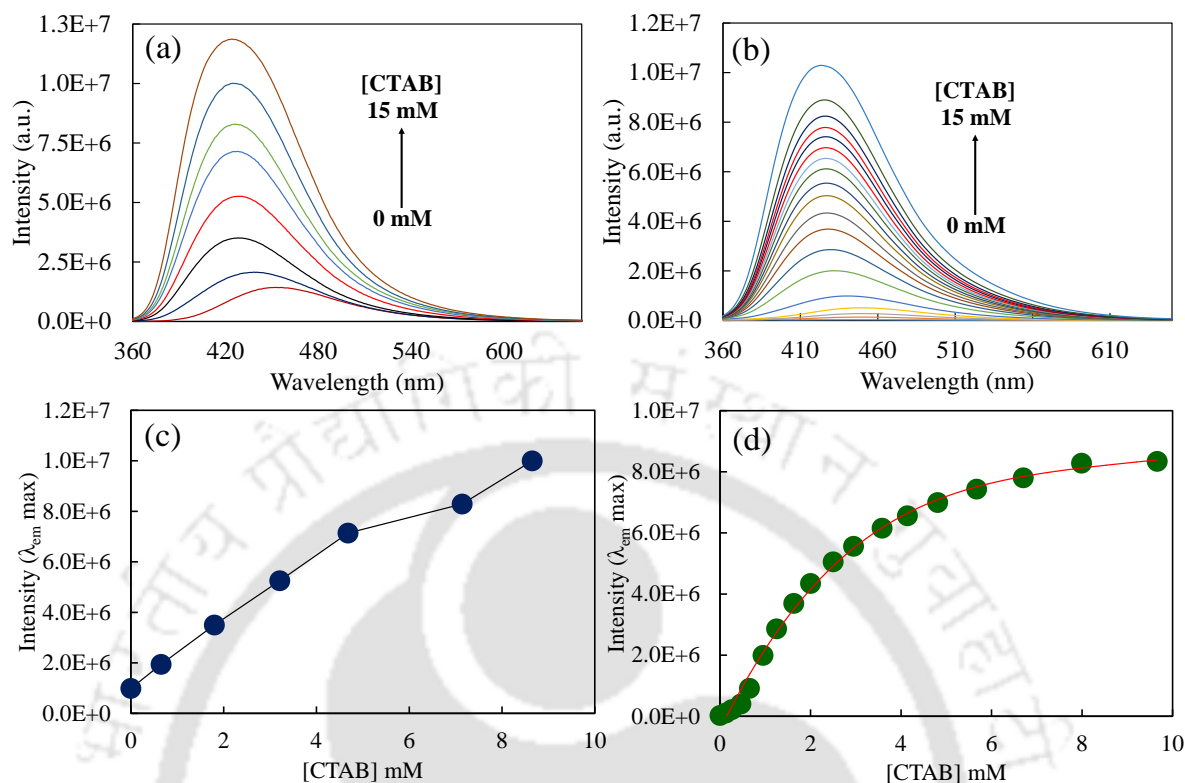 (a)
[CTAB]
15 mM
0 mM
1.3E+7
1.0E+7
7.5E+6
5.0E+6
2.5E+6
0.0E+0
Intensity (a.u.)
360 420 480 540 600
Wavelength (nm)
(b)
[CTAB]
15 mM
0 mM
1.2E+7
1.0E+7
8.0E+6
6.0E+6
4.0E+6
2.0E+6
0.0E+0
Intensity (a.u.)
360 410 460 510 560 610
Wavelength (nm)
(c)
1.2E+7
1.0E+7
8.0E+6
6.0E+6
4.0E+6
2.0E+6
0.0E+0
Intensity (λem max)
0 2 4 6 8 10
[CTAB] mM
(d)
1.0E+7
8.0E+6
6.0E+6
4.0E+6
2.0E+6
0.0E+0
Intensity (λem max)
0 2 4 6 8 10
[CTAB] mM